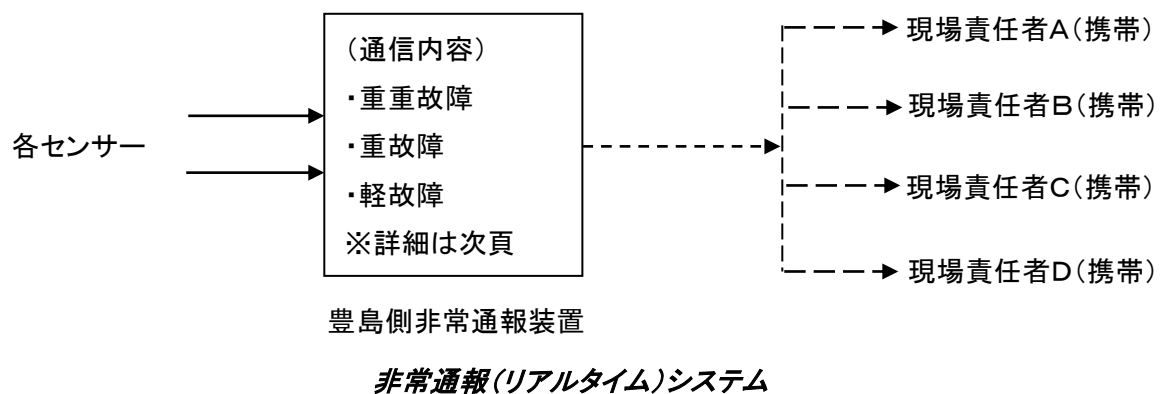 各センサー
(通信内容)
・重重故障
・重故障
・軽故障
※詳細は次頁
豊島側非常通報装置
現場責任者A(携帯)
現場責任者B(携帯)
現場責任者C(携帯)
現場責任者D(携帯)
非常通報(リアルタイム)システム